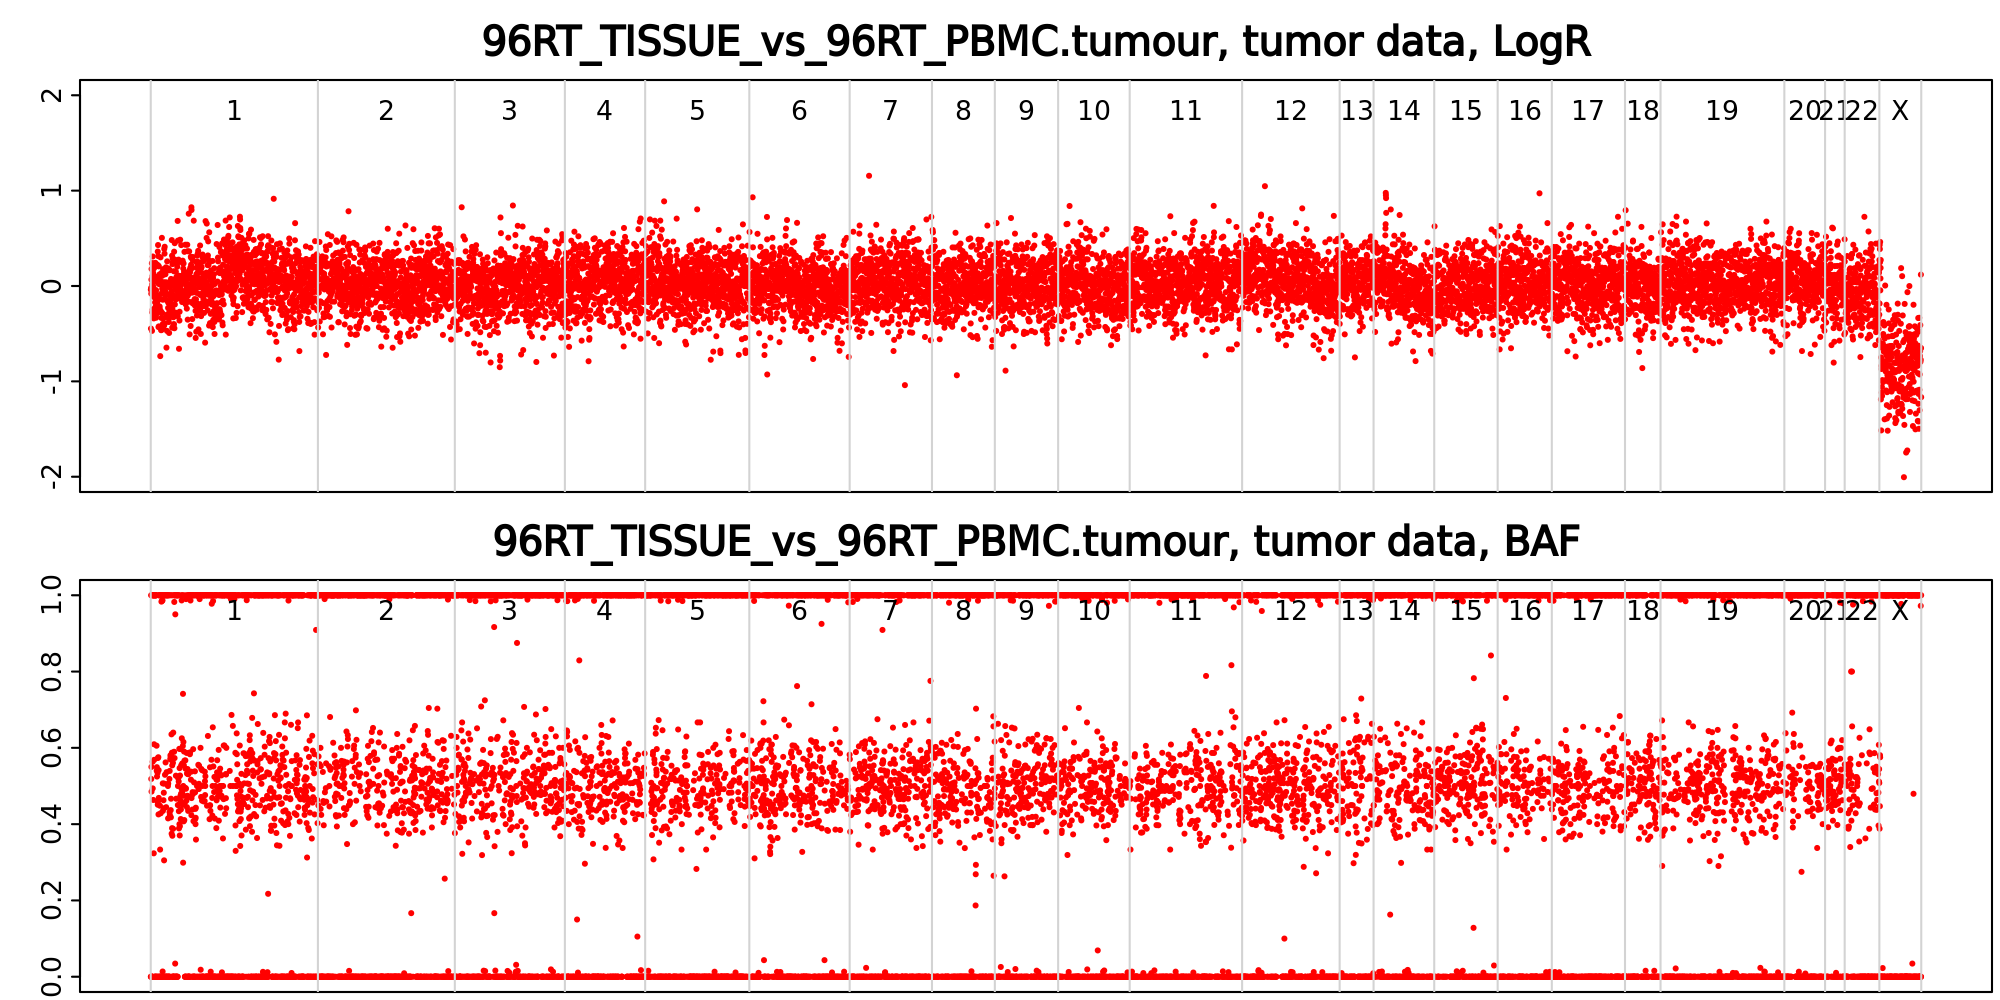 96RT_TISSUE_vs_96RT_PBMC.tumour, tumor data, LogR
2
1
0
-1
-2
1 2 3 4 5 6 7 8 9 10 11 12 13 14 15 16 17 18 19 20 21 22 X
96RT_TISSUE_vs_96RT_PBMC.tumour, tumor data, BAF
1.0
0.8
0.6
0.4
0.2
0.0
1 2 3 4 5 6 7 8 9 10 11 12 13 14 15 16 17 18 19 20 21 22 X